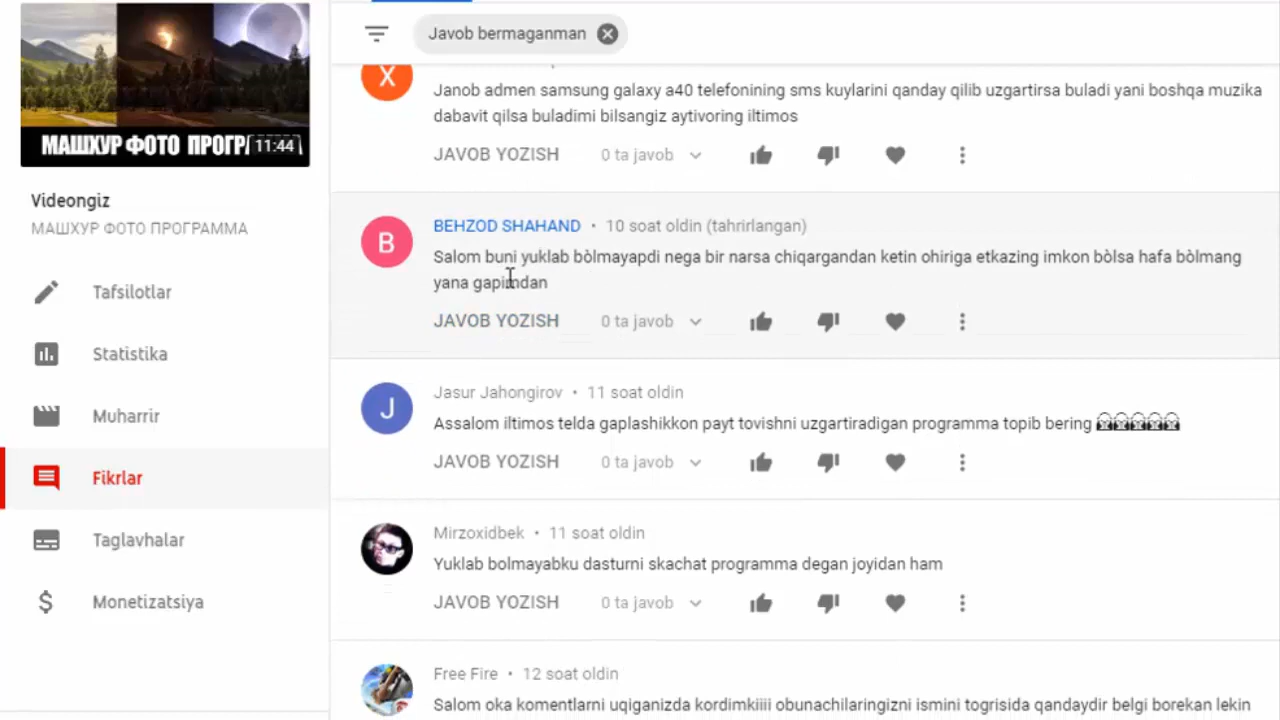 МАШХУР ФОТО ПРОГР
11:44
Videongiz
МАШХУР ФОТО ПРОГРАММА
Tafsilotlar
Statistika
Muharrir
Fikrlar
Taglavhalar
Monetizatsiya
Javob bermaganman
X
Janob admen samsung galaxy a40 telefonining sms kuylarini qanday qilib uzgartirsa buladi yani boshqa muzika
dabavit qilsa buladimi bilsangiz aytivoring iltimos
JAVOB YOZISH 0 ta javob
B
BEHZOD SHAHAND • 10 soat oldin (tahrirlangan)
Salom buni yuklab bòlmayapdi nega bir narsa chiqargandan ketin ohiriga etkazing imkon bòlsa hafa bòlmang
yana gapimdan
JAVOB YOZISH 0 ta javob
J
Jasur Jahongirov • 11 soat oldin
Assalom iltimos telda gaplashikkon payt tovishni uzgartiradigan programma topib bering
JAVOB YOZISH 0 ta javob
Mirzoxidbek • 11 soat oldin
Yuklab bolmayabku dasturni skachat programma degan joyidan ham
JAVOB YOZISH 0 ta javob
Free Fire • 12 soat oldin
Salom oka komentlarni uqiganizda kordimkiiii obunachilaringizni ismini togrisida qandaydir belgi borekan lekin